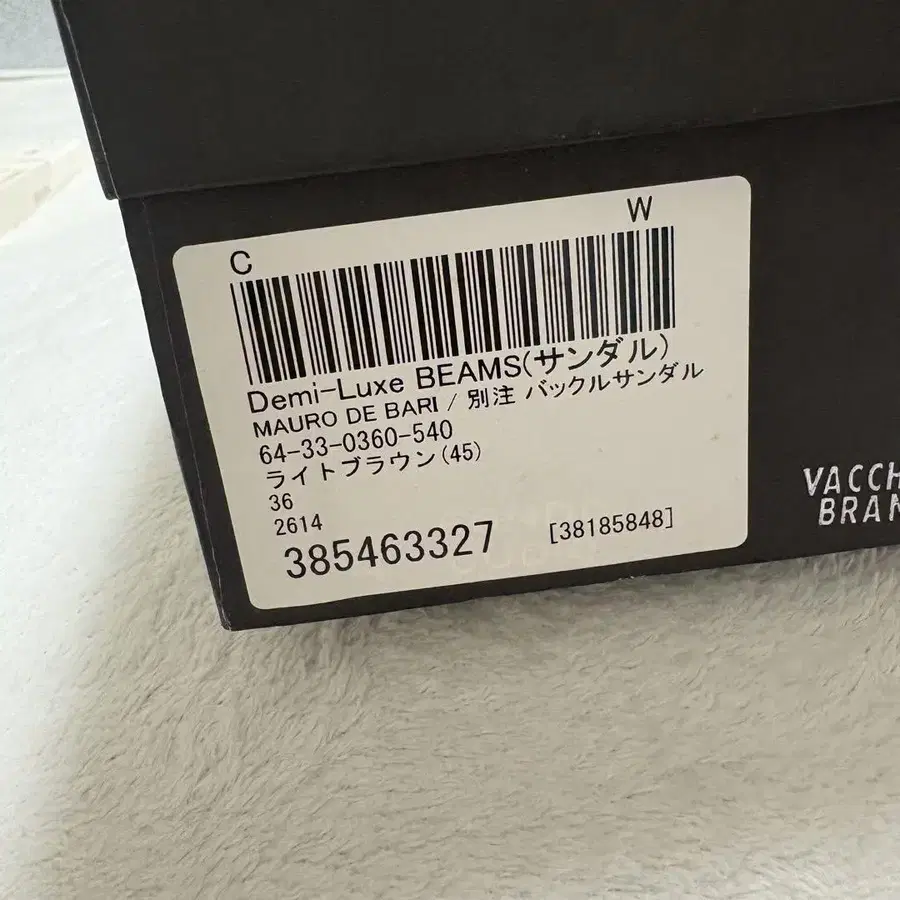 C W
Demi-Luxe BEAMS(サンダル)
MAURO DE BARI / 別注 バックルサンダル
64-33-0360-540
ライトブラウン(45)
36
2614
385463327 [38185848]
VACCH
BRAN